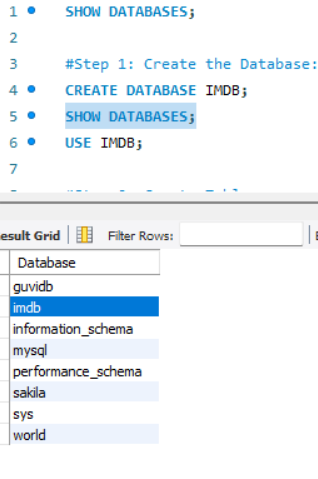 1 SHOW DATABASES;
2
3 #Step 1: Create the Database:
4 CREATE DATABASE IMDB;
5 SHOW DATABASES;
6 USE IMDB;
7
esult Grid Filter Rows:
Database
guvidb
imdb
information_schema
mysql
performance_schema
sakila
sys
world